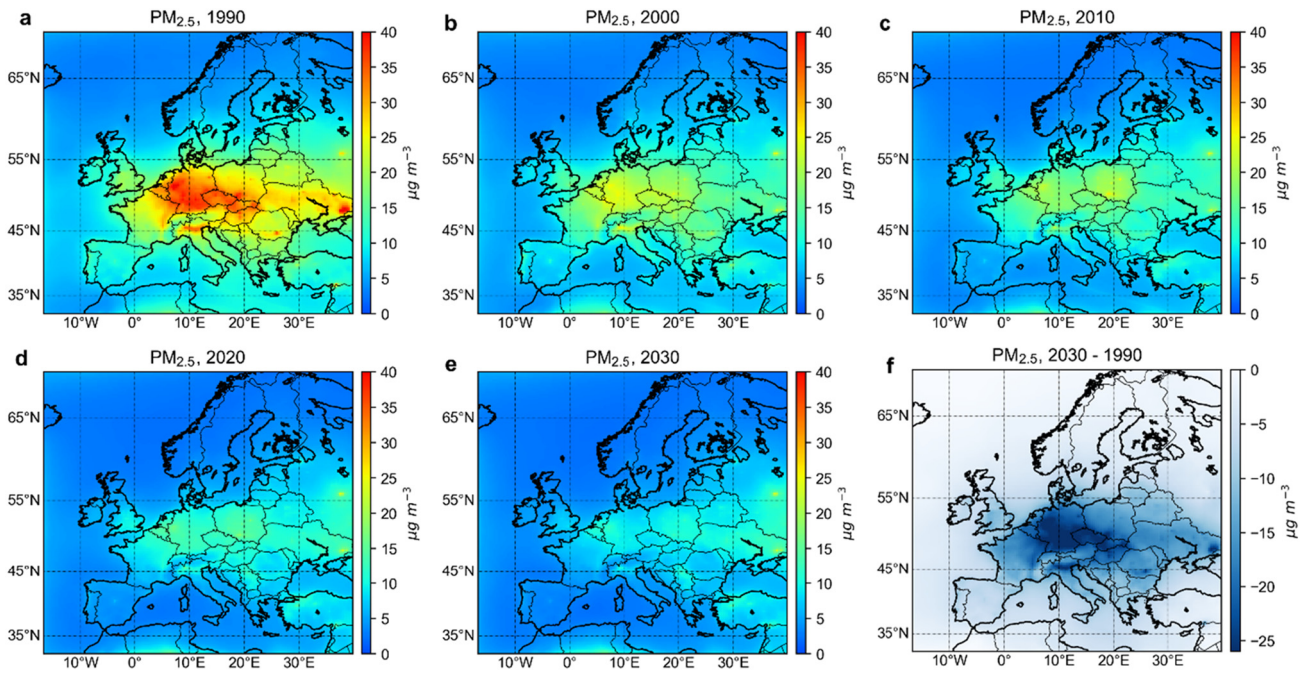 a
PM2.5, 1990
65°N
55°N
45°N
35°N
10°W 0° 10°E 20°E 30°E
40
35
30
25
20
15
10
5
0
μg m−3
b
PM2.5, 2000
65°N
55°N
45°N
35°N
10°W 0° 10°E 20°E 30°E
40
35
30
25
20
15
10
5
0
μg m−3
c
PM2.5, 2010
65°N
55°N
45°N
35°N
10°W 0° 10°E 20°E 30°E
40
35
30
25
20
15
10
5
0
μg m−3
d
PM2.5, 2020
65°N
55°N
45°N
35°N
10°W 0° 10°E 20°E 30°E
40
35
30
25
20
15
10
5
0
μg m−3
e
PM2.5, 2030
65°N
55°N
45°N
35°N
10°W 0° 10°E 20°E 30°E
40
35
30
25
20
15
10
5
0
μg m−3
f
PM2.5, 2030 - 1990
65°N
55°N
45°N
35°N
10°W 0° 10°E 20°E 30°E
0
−5
−10
−15
−20
−25
μg m−3